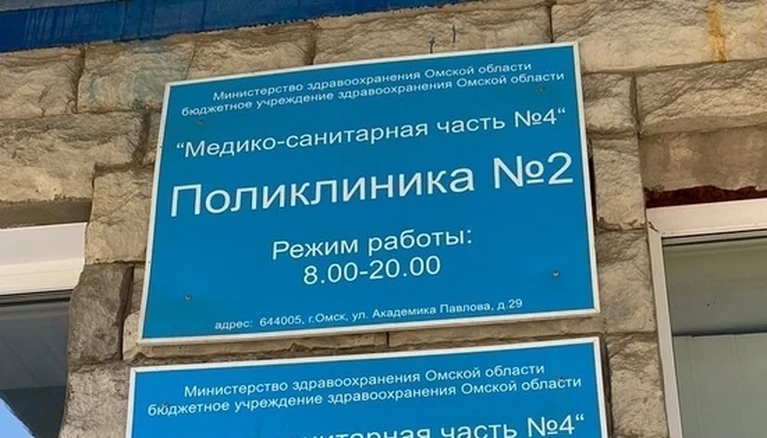 Министерство здравоохранения Омской области
бюджетное учреждение здравоохранения Омской области
“Медико-санитарная часть №4“
Поликлиника №2
Режим работы:
8.00-20.00
адрес: 644005, г.Омск, ул. Академика Павлова, д.29
Министерство здравоохранения Омской области
бюджетное учреждение здравоохранения Омской области
санитарная часть №4“